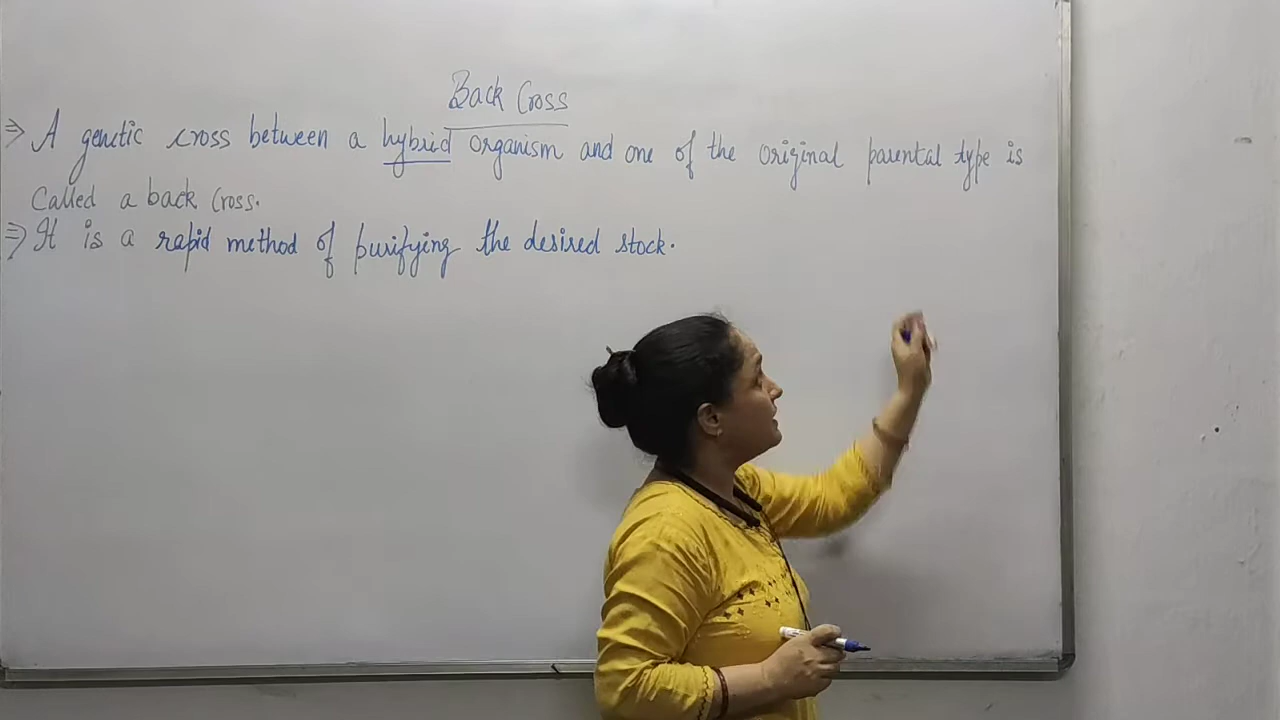 Back Cross
⇒ A genetic cross between a hybrid organism and one of the original parental type is
Called a back Cross.
⇒ It is a rapid method of purifying the desired stock.